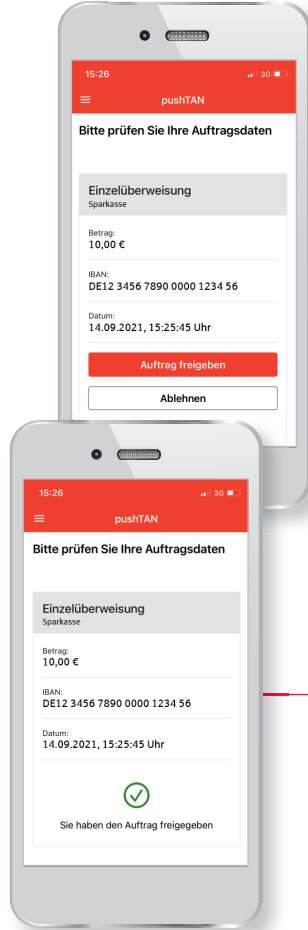 15:26 3G
pushTAN
Bitte prüfen Sie Ihre Auftragsdaten
Einzelüberweisung
Sparkasse
Betrag:
10,00 €
IBAN:
DE12 3456 7890 0000 1234 56
Datum:
14.09.2021, 15:25:45 Uhr
Auftrag freigeben
Ablehnen
15:26 3G
pushTAN
Bitte prüfen Sie Ihre Auftragsdaten
Einzelüberweisung
Sparkasse
Betrag:
10,00 €
IBAN:
DE12 3456 7890 0000 1234 56
Datum:
14.09.2021, 15:25:45 Uhr
Sie haben den Auftrag freigegeben